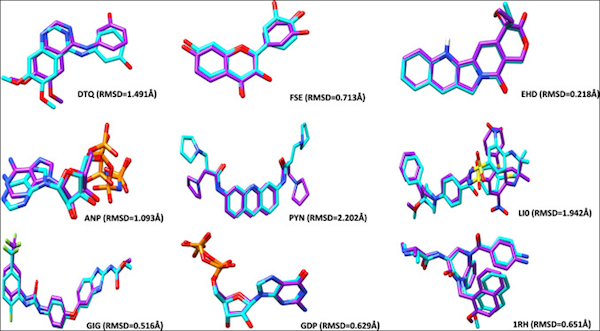 DTQ (RMSD=1.491Å)
FSE (RMSD=0.713Å)
EHD (RMSD=0.218Å)
ANP (RMSD=1.093Å)
PYN (RMSD=2.202Å)
LI0 (RMSD=1.942Å)
GIG (RMSD=0.516Å)
GDP (RMSD=0.629Å)
1RH (RMSD=0.651Å)